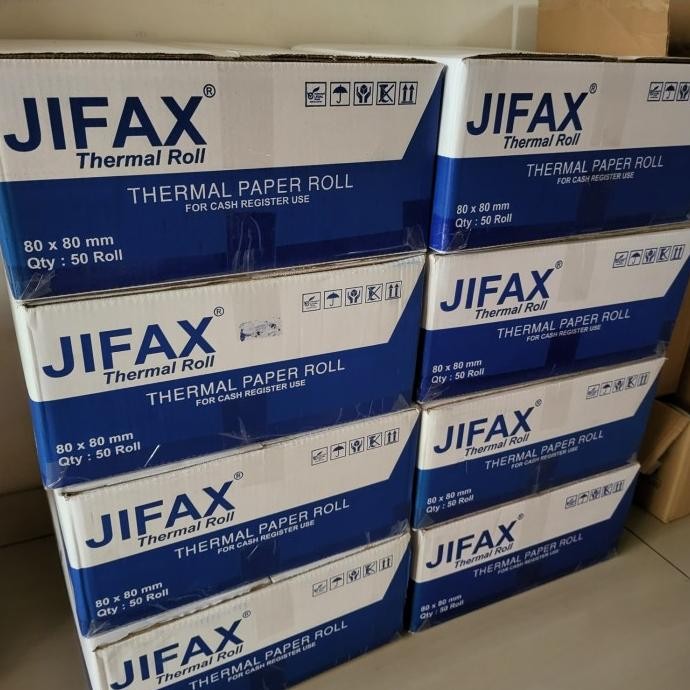 JIFAX®
Thermal Roll
THERMAL PAPER ROLL
FOR CASH REGISTER USE
80 x 80 mm
Qty : 50 Roll
JIFAX®
Thermal Roll
THERMAL PAPER ROLL
FOR CASH REGISTER USE
80 x 80 mm
Qty : 50 Roll
JIFAX®
Thermal Roll
THERMAL PAPER ROLL
FOR CASH REGISTER USE
80 x 80 mm
Qty : 50 Roll
JIFAX®
Thermal Roll
THERMAL PAPER ROLL
FOR CASH REGISTER USE
80 x 80 mm
Qty : 50 Roll
JIFAX®
Thermal Roll
THERMAL PAPER ROLL
FOR CASH REGISTER USE
80 x 80 mm
Qty : 50 Roll
JIFAX®
Thermal Roll
THERMAL PAPER ROLL
FOR CASH REGISTER USE
80 x 80 mm
Qty : 50 Roll
JIFAX®
Thermal Roll
THERMAL PAPER ROLL
FOR CASH REGISTER USE
JIFAX®
Thermal Roll
THERMAL PAPER ROLL
FOR CASH REGISTER USE
80 x 80 mm
Qty : 50 Roll